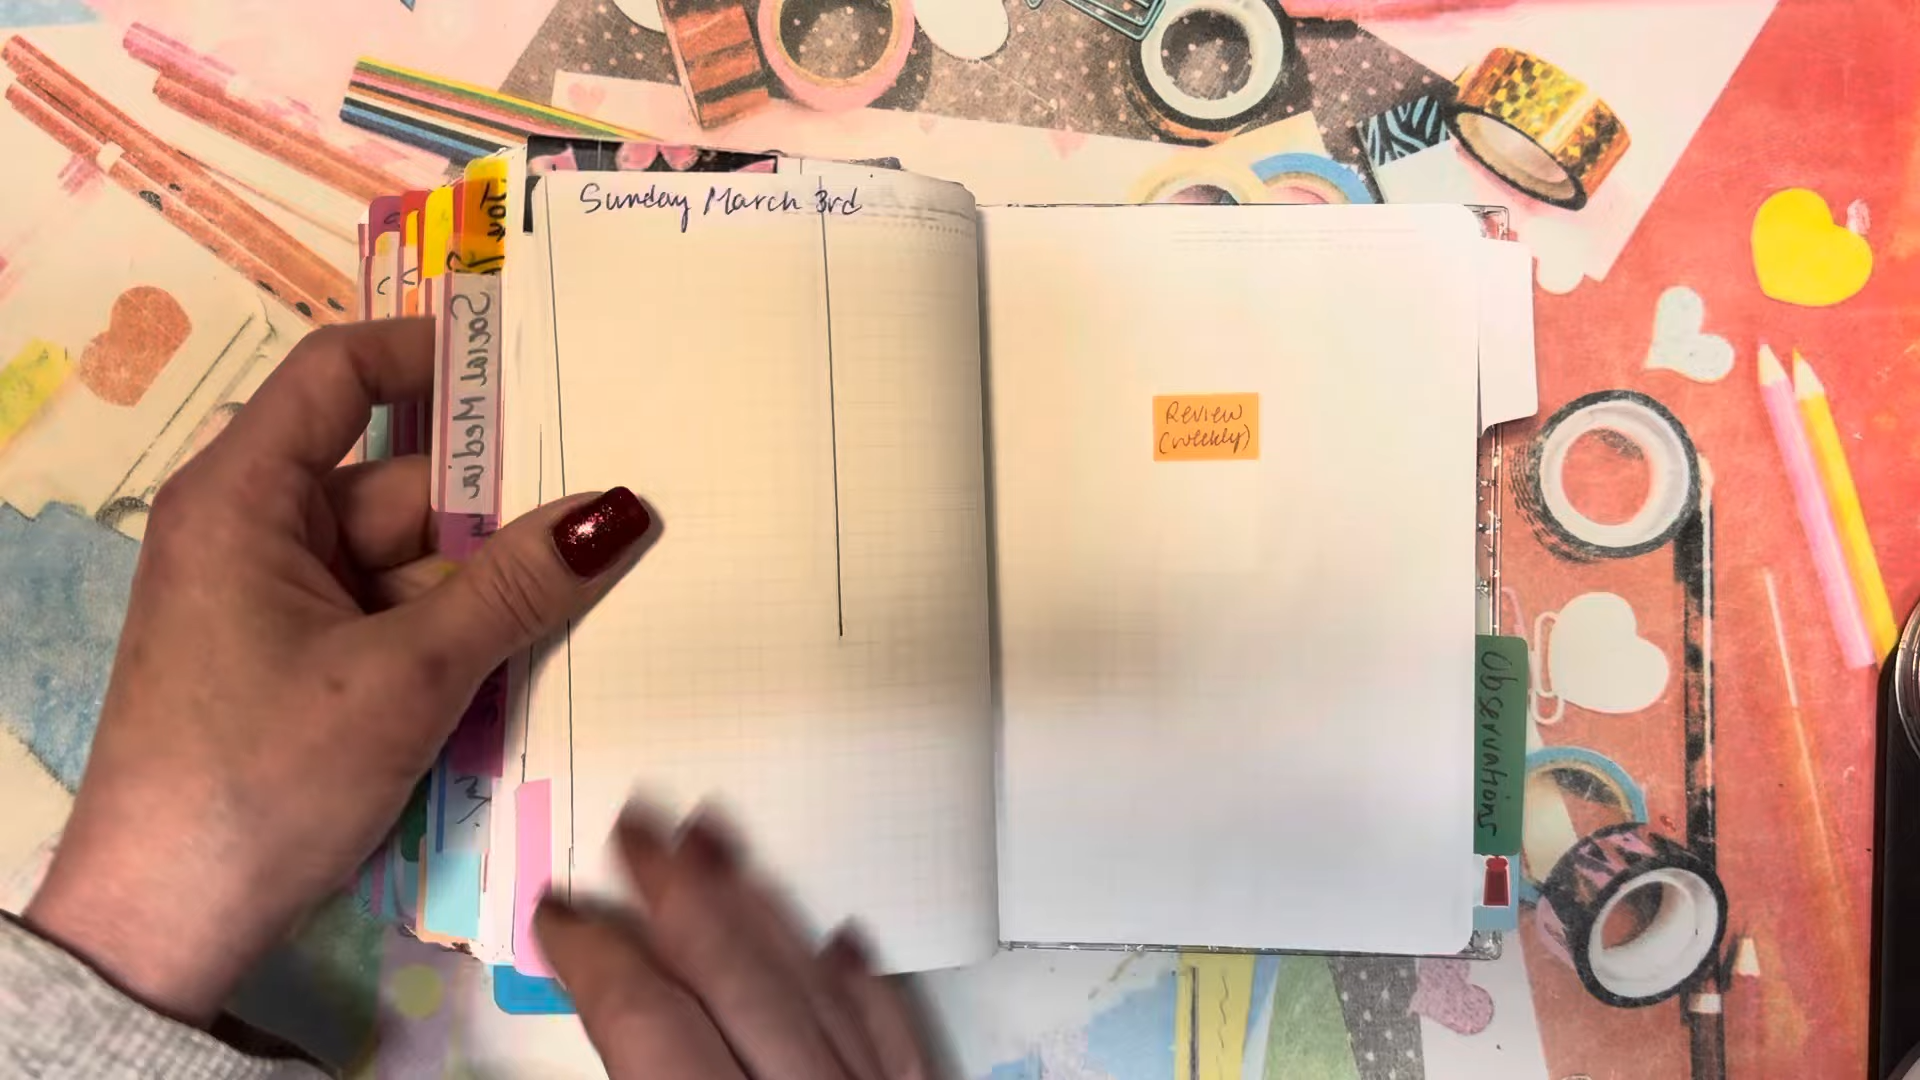 Sunday March 3rd
Review
(weekly)
Observations
Social Media